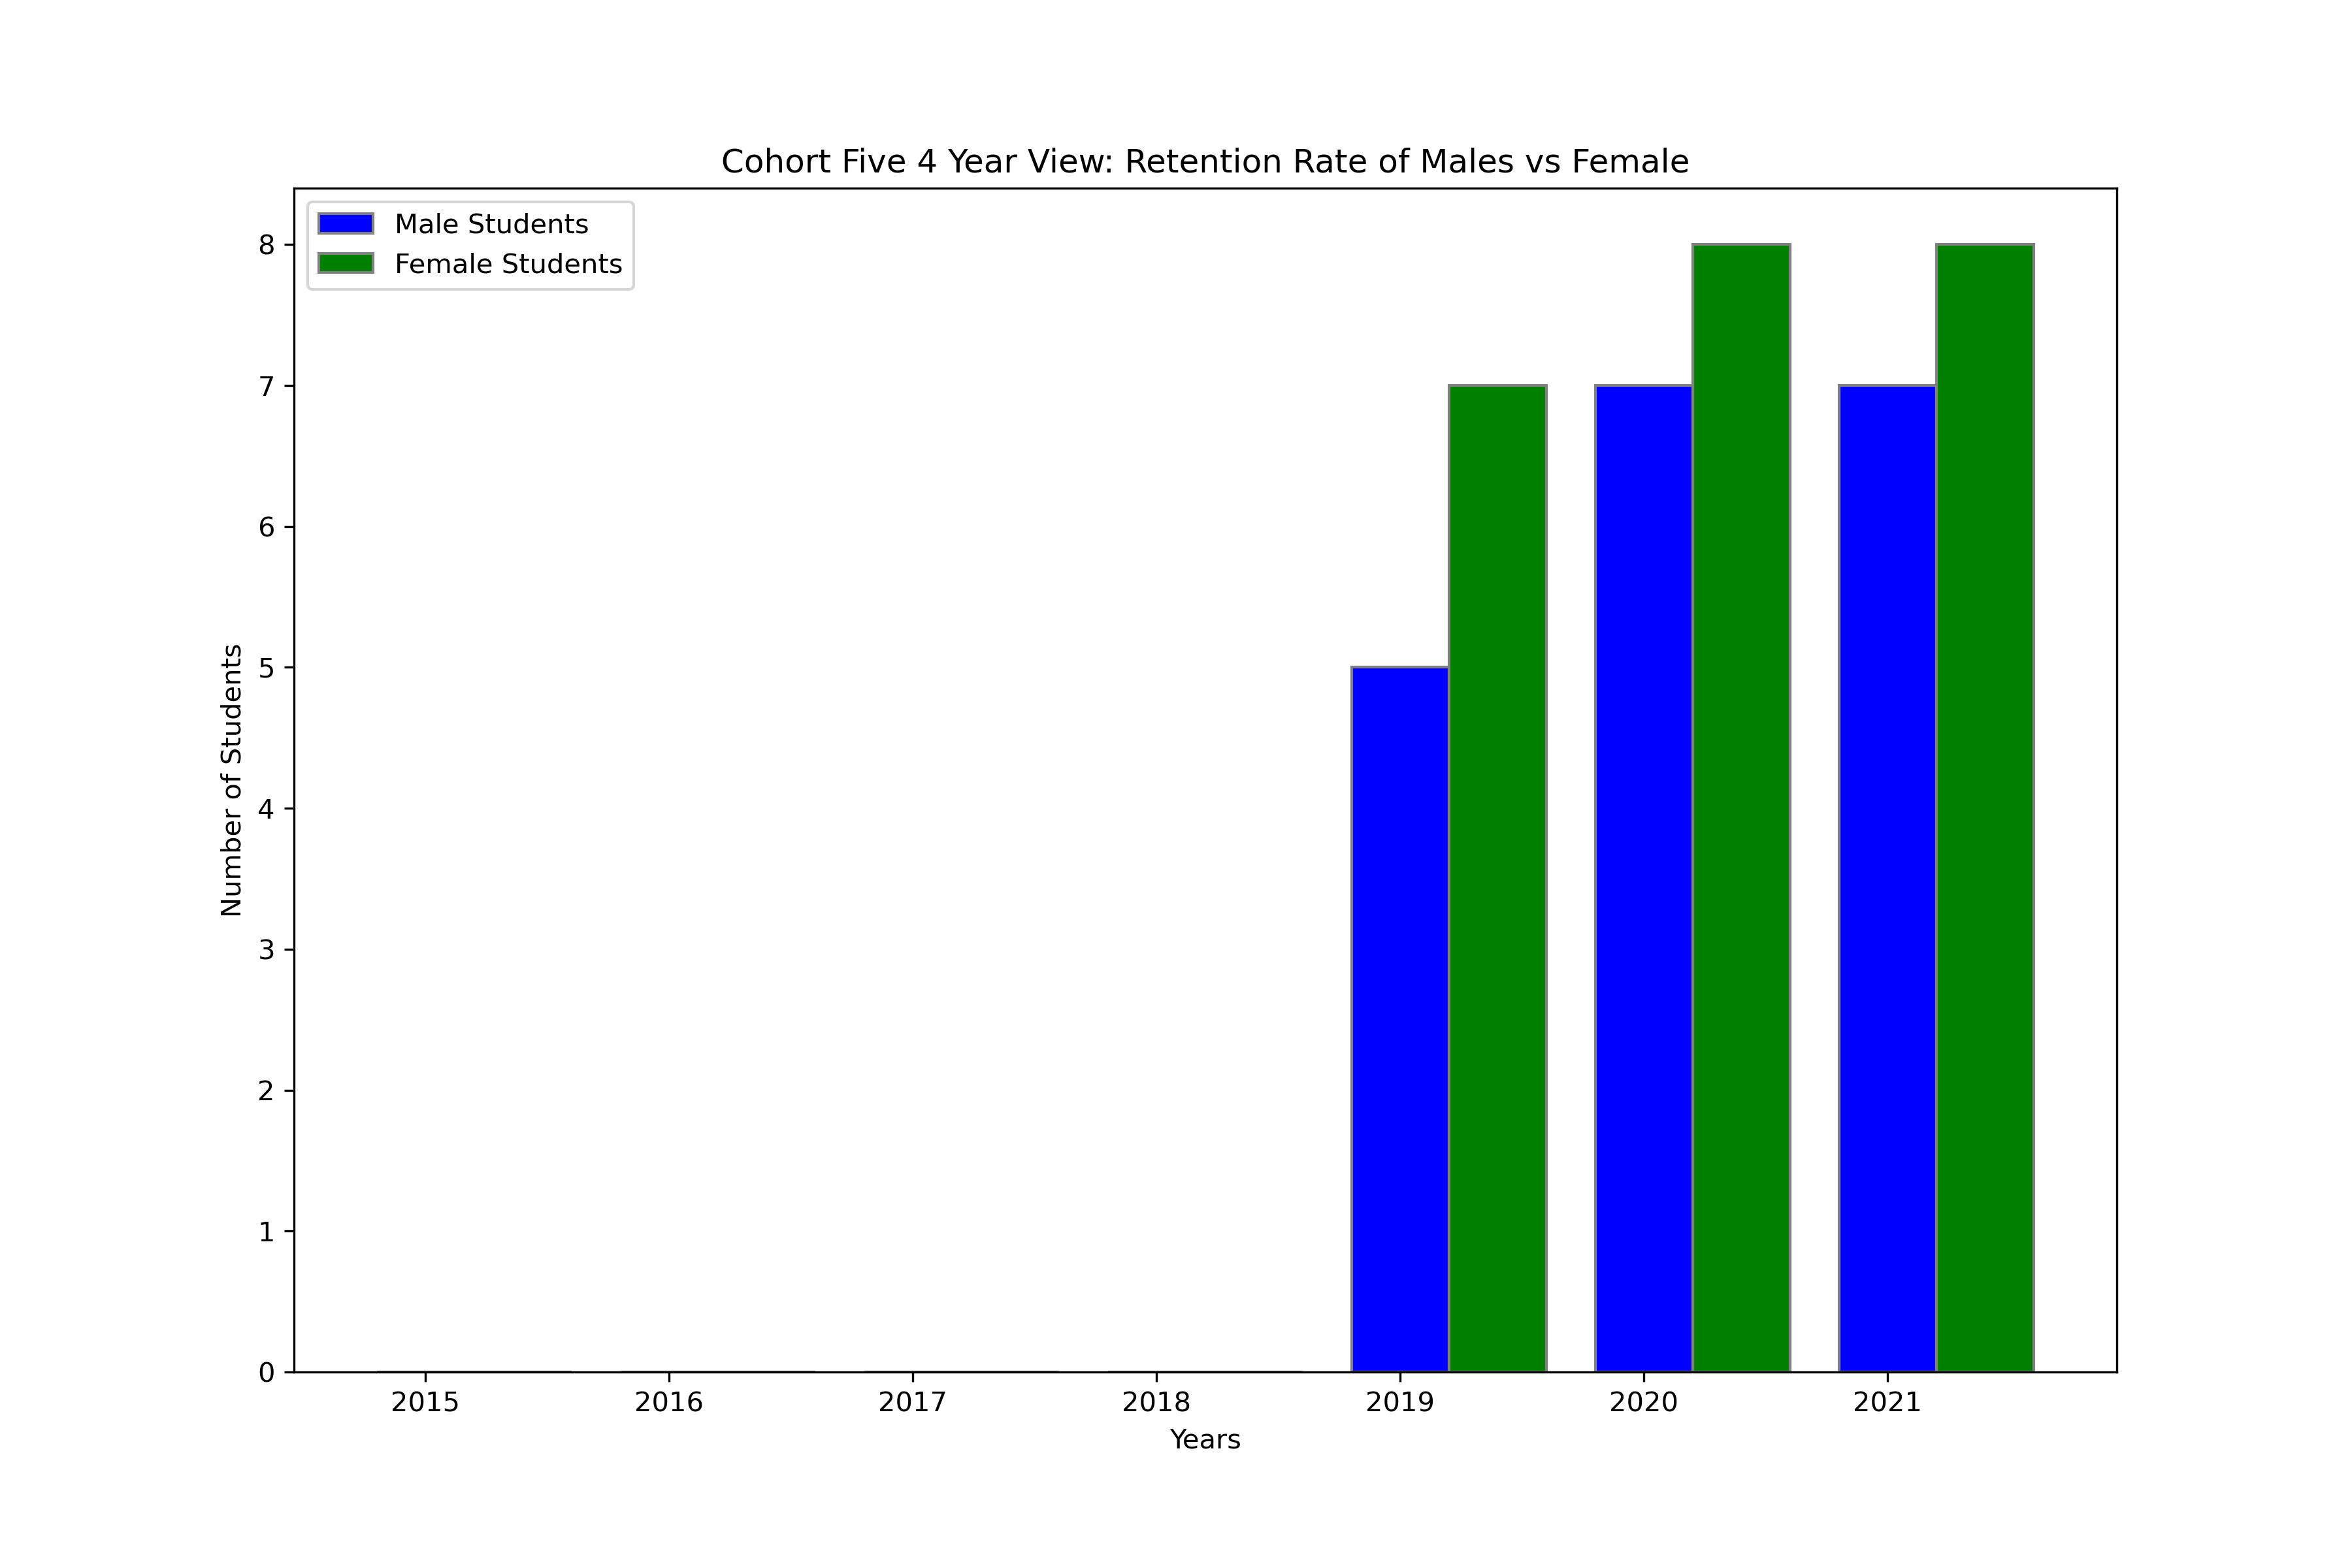 Cohort Five 4 Year View: Retention Rate of Males vs Female
Male Students
Female Students
8
7
6
5
4
3
2
1
0
Number of Students
2015 2016 2017 2018 2019 2020 2021
Years